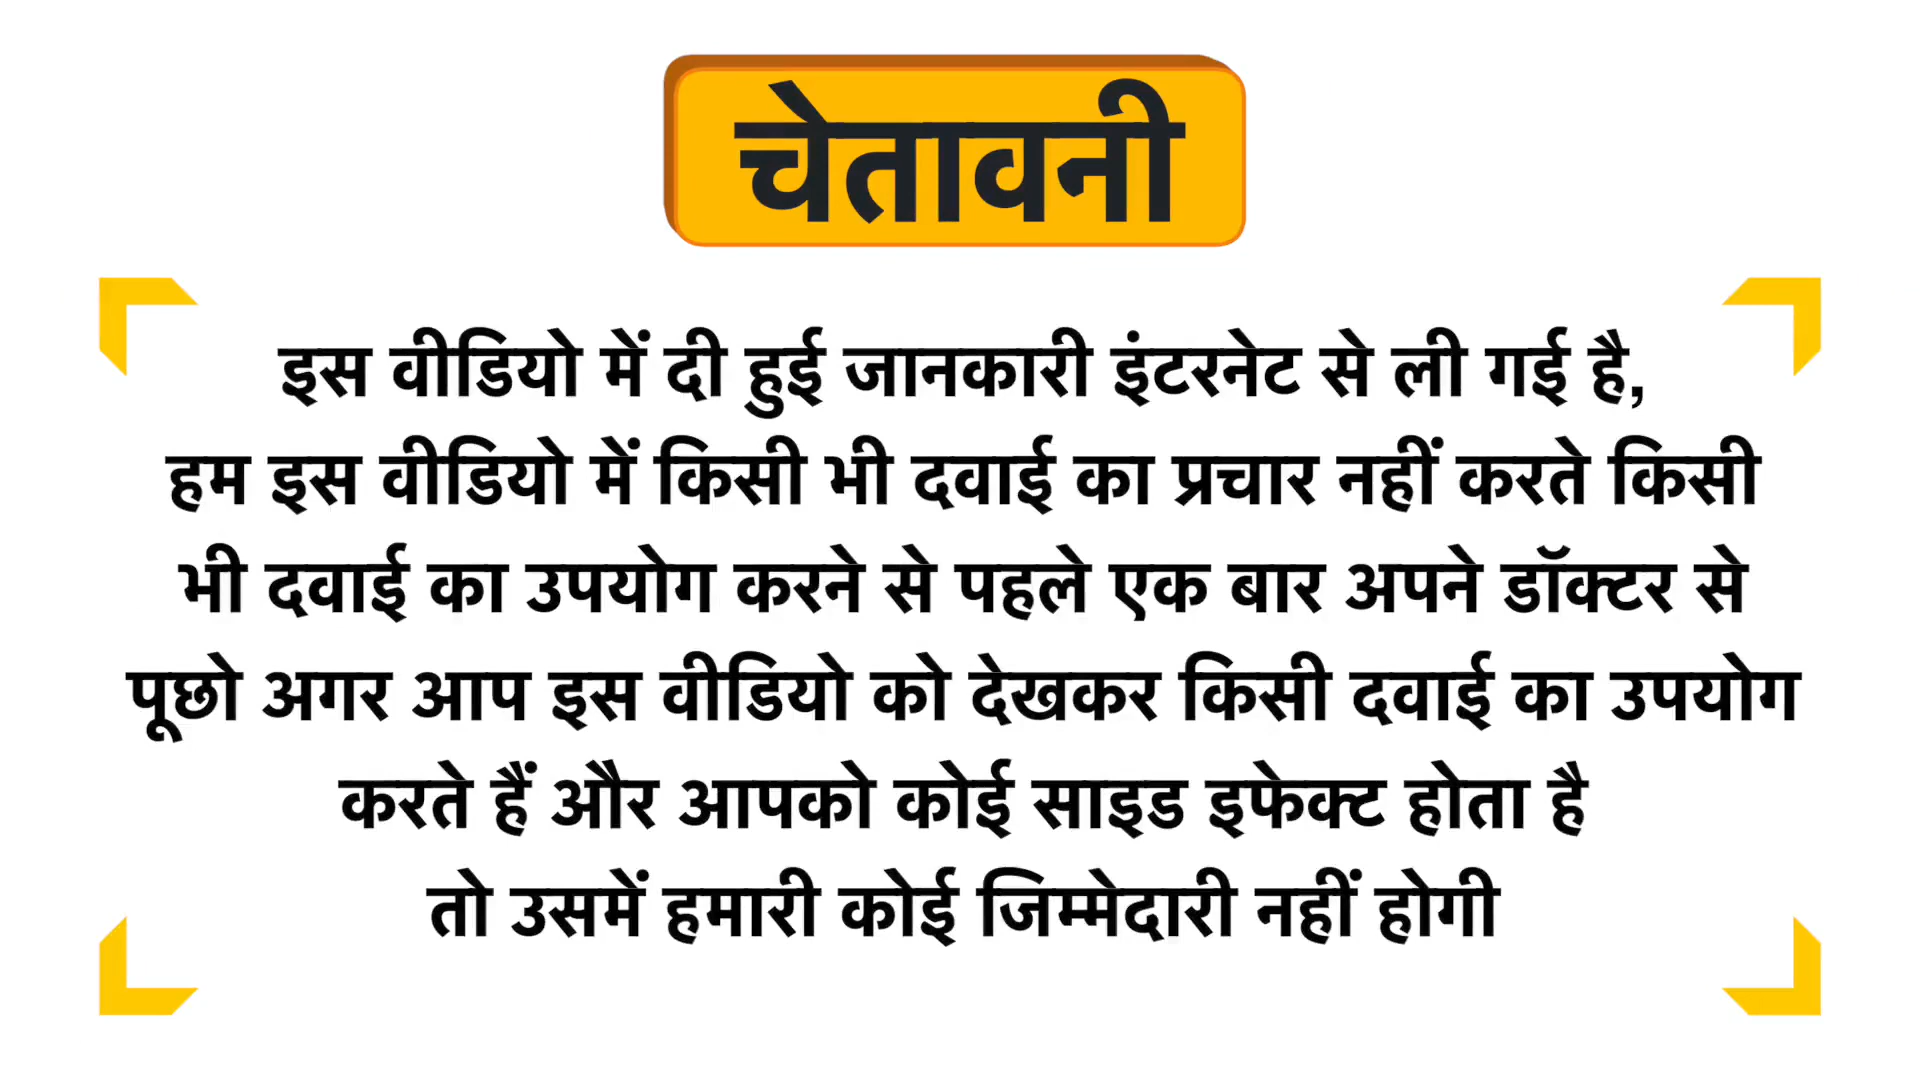 चेतावनी
इस वीडियो में दी हुई जानकारी इंटरनेट से ली गई है,
हम इस वीडियो में किसी भी दवाई का प्रचार नहीं करते किसी
भी दवाई का उपयोग करने से पहले एक बार अपने डॉक्टर से
पूछो अगर आप इस वीडियो को देखकर किसी दवाई का उपयोग
करते हैं और आपको कोई साइड इफेक्ट होता है
तो उसमें हमारी कोई जिम्मेदारी नहीं होगी